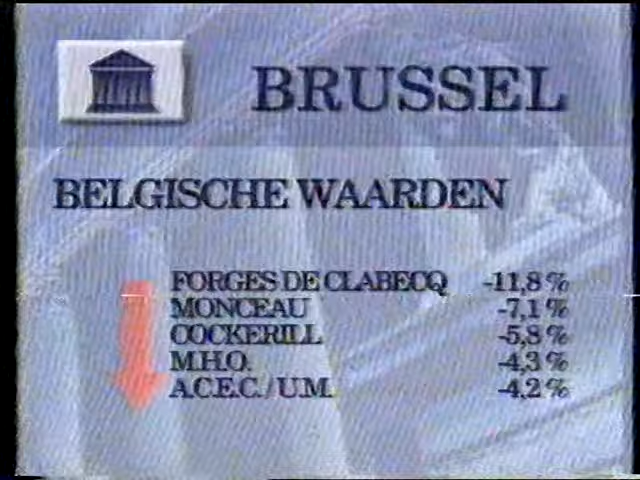 BRUSSEL
BELGISCHE WAARDEN
FORGES DE CLABECQ -11,8 %
MONCEAU -7,1 %
COCKERILL -5,8 %
M.H.O. -4,3 %
A.C.E.C. / U.M. -4,2 %